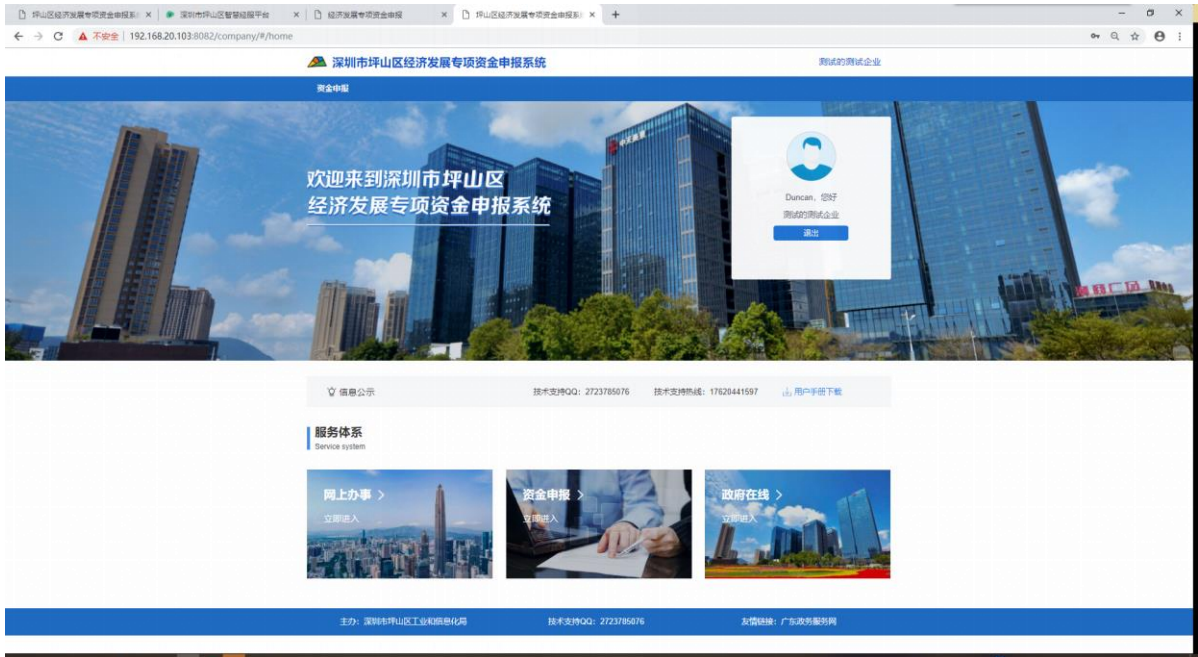 坪山区经济发展专项资金申报系
深圳市坪山区智慧经服平台
经济发展专项资金申报
坪山区经济发展专项资金申报系
不安全 | 192.168.20.103:8082/company/#/home
深圳市坪山区经济发展专项资金申报系统
测试的测试企业
资金申报
欢迎来到深圳市坪山区
经济发展专项资金申报系统
Duncan，您好
测试的测试企业
退出
信息公示
技术支持QQ：2723785076
技术支持热线：17620441597
用户手册下载
服务体系
Service system
网上办事 >
立即进入
资金申报 >
立即进入
政府在线 >
立即进入
主办：深圳市坪山区工业和信息化局
技术支持QQ：2723785076
友情链接：广东政务服务网